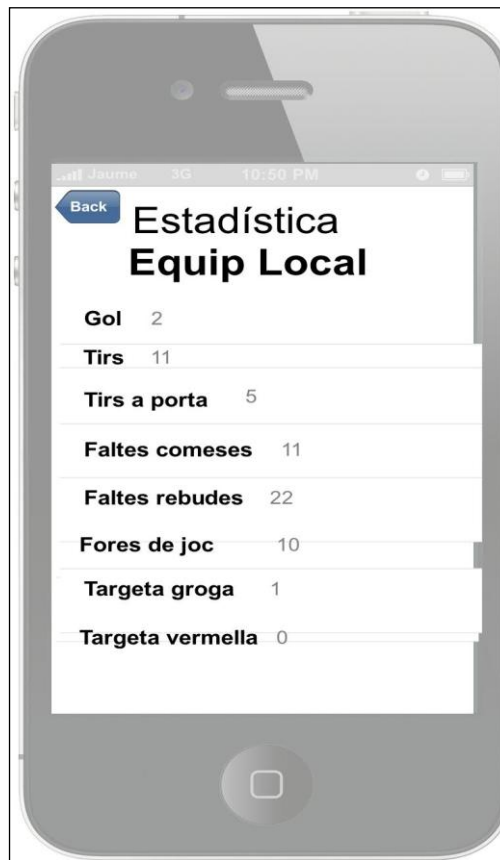 Jaume 3G 10:50 PM
Back
Estadística
Equip Local
Gol 2
Tirs 11
Tirs a porta 5
Faltes comeses 11
Faltes rebudes 22
Fores de joc 10
Targeta groga 1
Targeta vermella 0